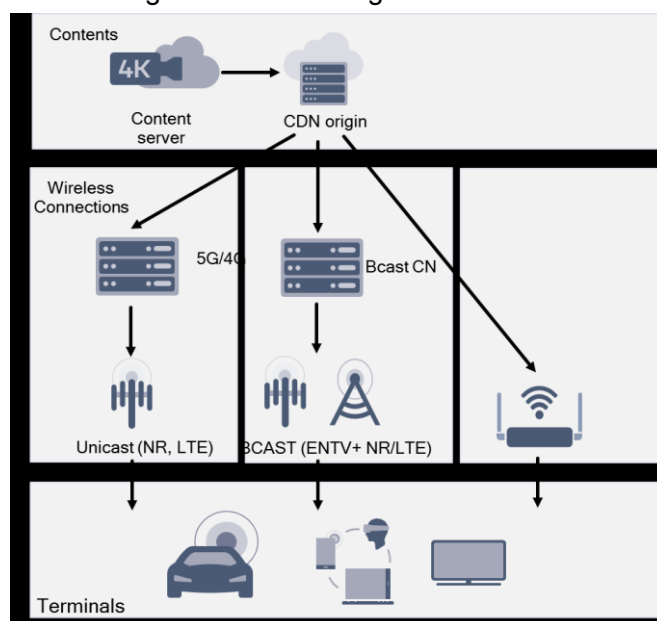 Contents
4K
Content
server
CDN origin
Wireless
Connections
5G/4G
Bcast CN
Unicast (NR, LTE)
BCAST (ENTV+ NR/LTE)
Terminals